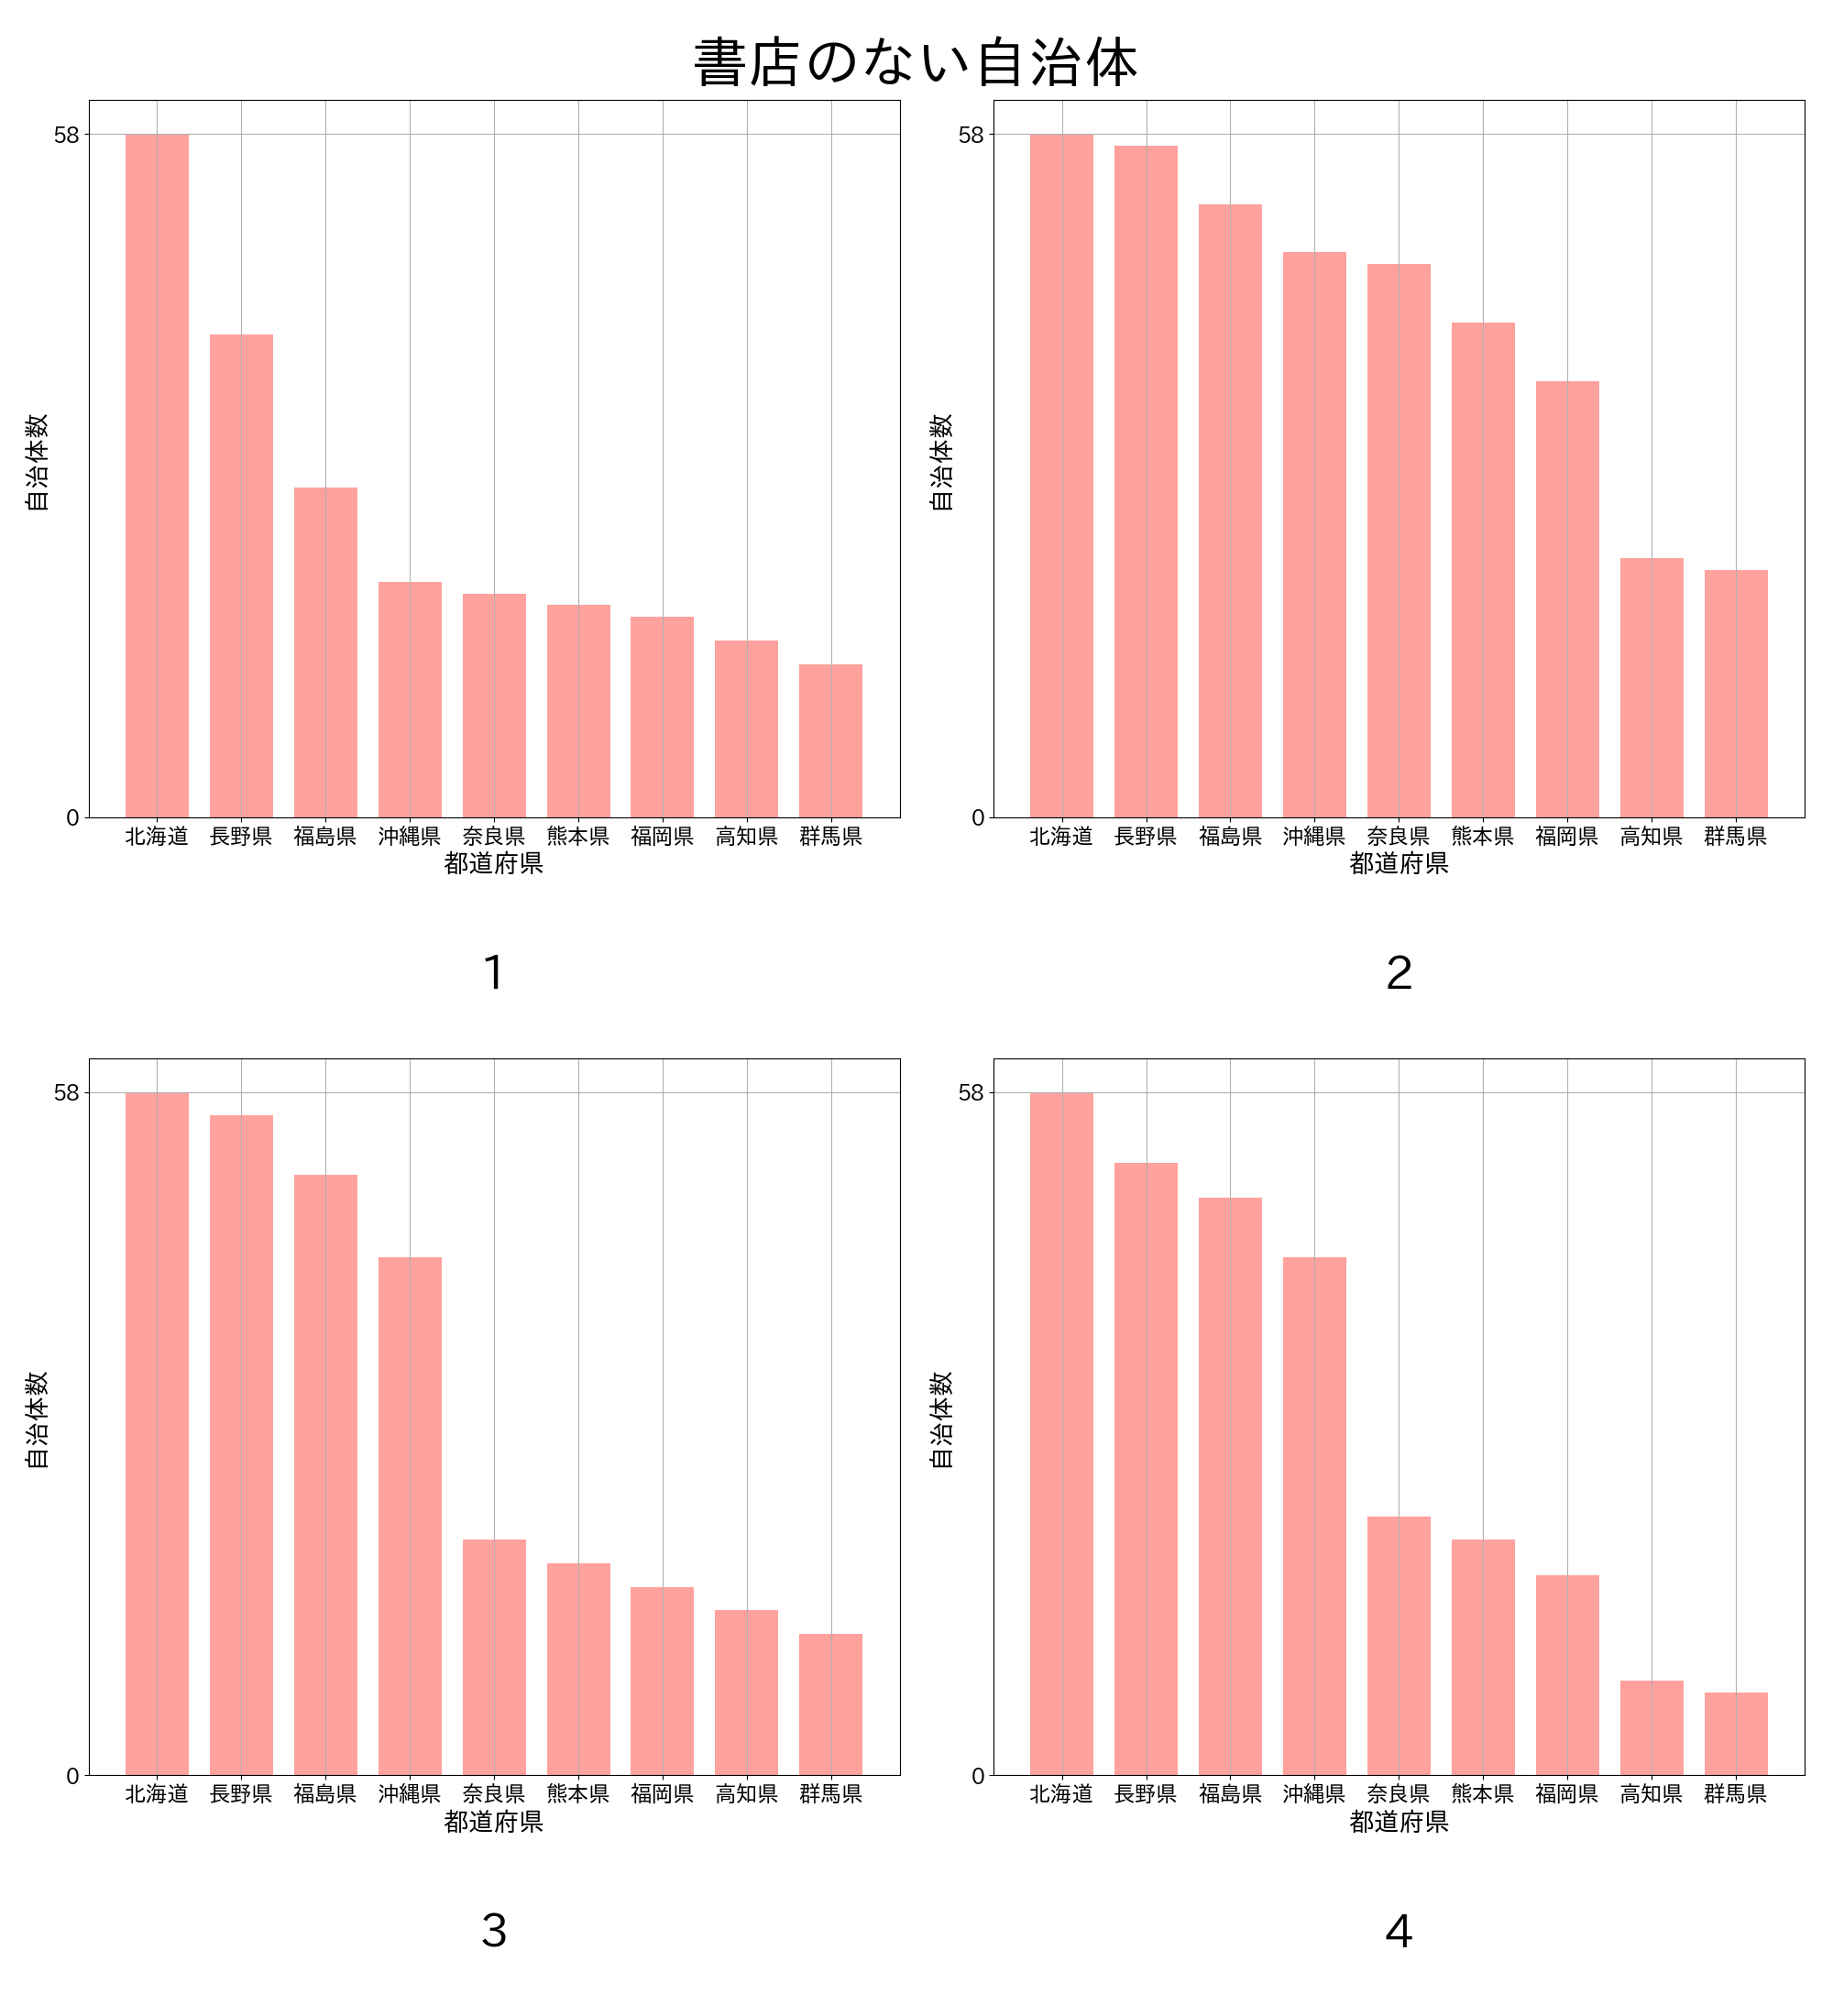 書店のない自治体
58
0
自治体数
北海道 長野県 福島県 沖縄県 奈良県 熊本県 福岡県 高知県 群馬県
都道府県
1
58
0
自治体数
北海道 長野県 福島県 沖縄県 奈良県 熊本県 福岡県 高知県 群馬県
都道府県
2
58
0
自治体数
北海道 長野県 福島県 沖縄県 奈良県 熊本県 福岡県 高知県 群馬県
都道府県
3
58
0
自治体数
北海道 長野県 福島県 沖縄県 奈良県 熊本県 福岡県 高知県 群馬県
都道府県
4